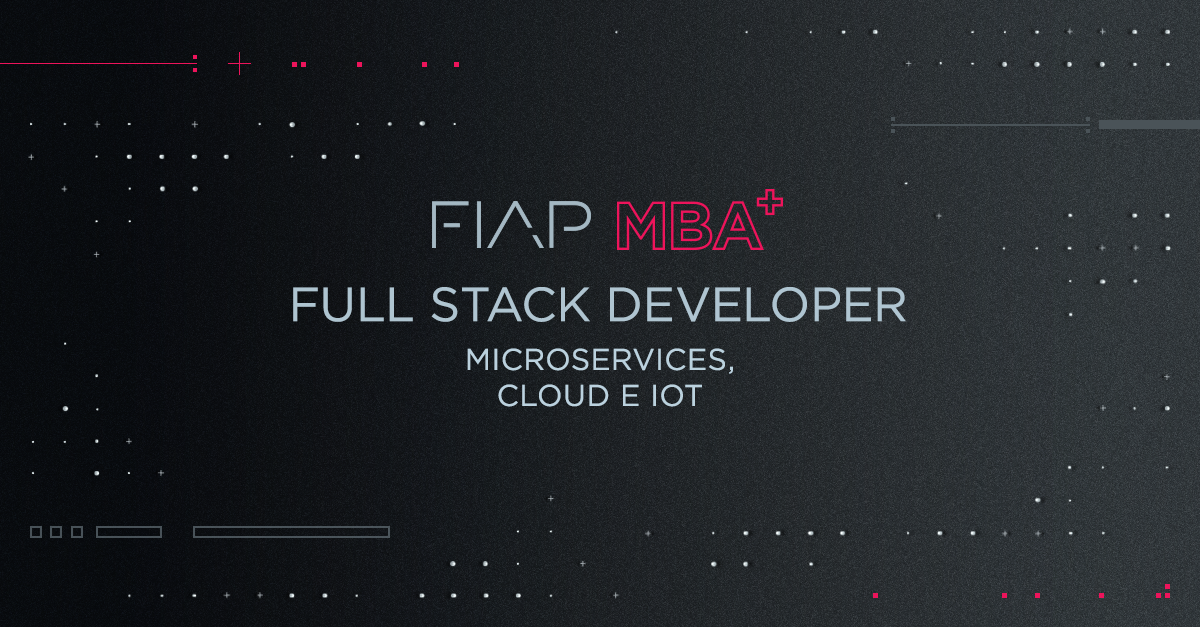 FIAP MBA+
FULL STACK DEVELOPER
MICROSERVICES,
CLOUD E IOT